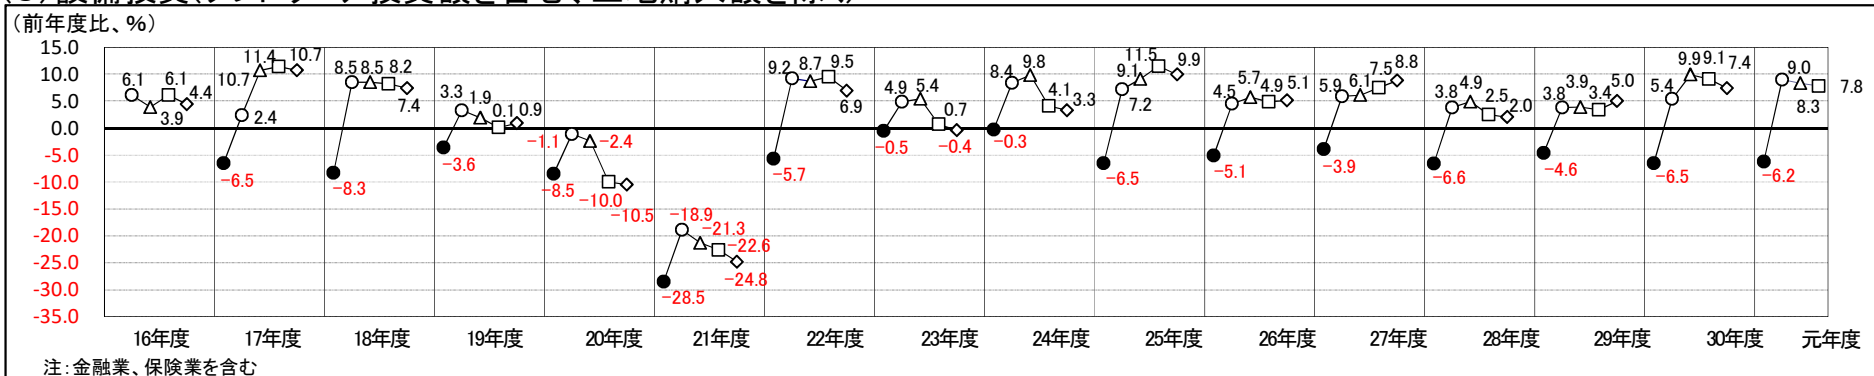 (前年度比、%)
15.0
10.0
5.0
0.0
-5.0
-10.0
-15.0
-20.0
-25.0
-30.0
-35.0
6.1 3.9 6.1 4.4
-6.5 2.4 10.7 11.4 10.7
-8.3 8.5 8.5 8.2 7.4
-3.6 3.3 1.9 0.1 0.9
-8.5 -1.1 -2.4 -10.0 -10.5
-28.5 -18.9 -21.3 -22.6 -24.8
-5.7 9.2 8.7 9.5 6.9
-0.5 4.9 5.4 0.7 -0.4
-0.3 8.4 9.8 4.1 3.3
-6.5 7.2 9.1 11.5 9.9
-5.1 4.5 5.7 4.9 5.1
-3.9 5.9 6.1 7.5 8.8
-6.6 3.8 4.9 2.5 2.0
-4.6 3.8 3.9 3.4 5.0
-6.5 5.4 9.9 9.1 7.4
-6.2 9.0 8.3 7.8
16年度 17年度 18年度 19年度 20年度 21年度 22年度 23年度 24年度 25年度 26年度 27年度 28年度 29年度 30年度 元年度
注:金融業、保険業を含む